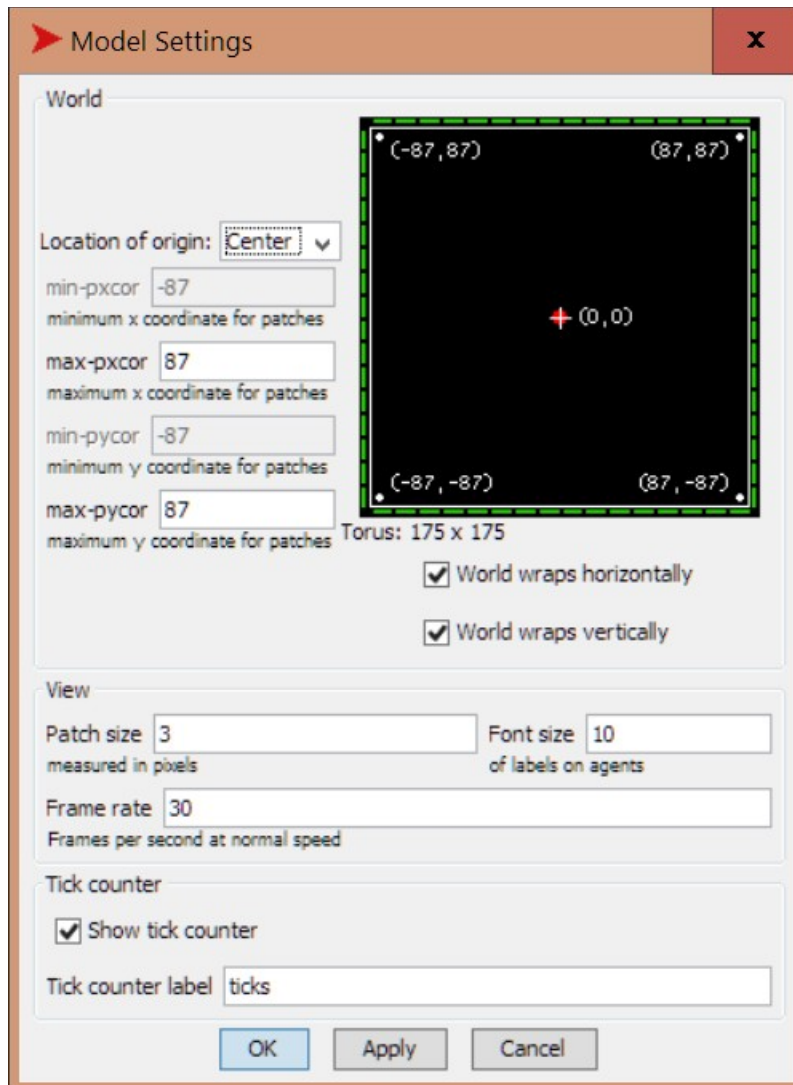 Model Settings
x
World
(-87,87)
(87,87)
Location of origin: Center
min-pxcor -87
minimum x coordinate for patches
(0,0)
max-pxcor 87
maximum x coordinate for patches
min-pycor -87
minimum y coordinate for patches
(-87,-87)
(87,-87)
max-pycor 87
maximum y coordinate for patches
Torus: 175 x 175
World wraps horizontally
World wraps vertically
View
Patch size 3
measured in pixels
Font size 10
of labels on agents
Frame rate 30
Frames per second at normal speed
Tick counter
Show tick counter
Tick counter label ticks
OK
Apply
Cancel